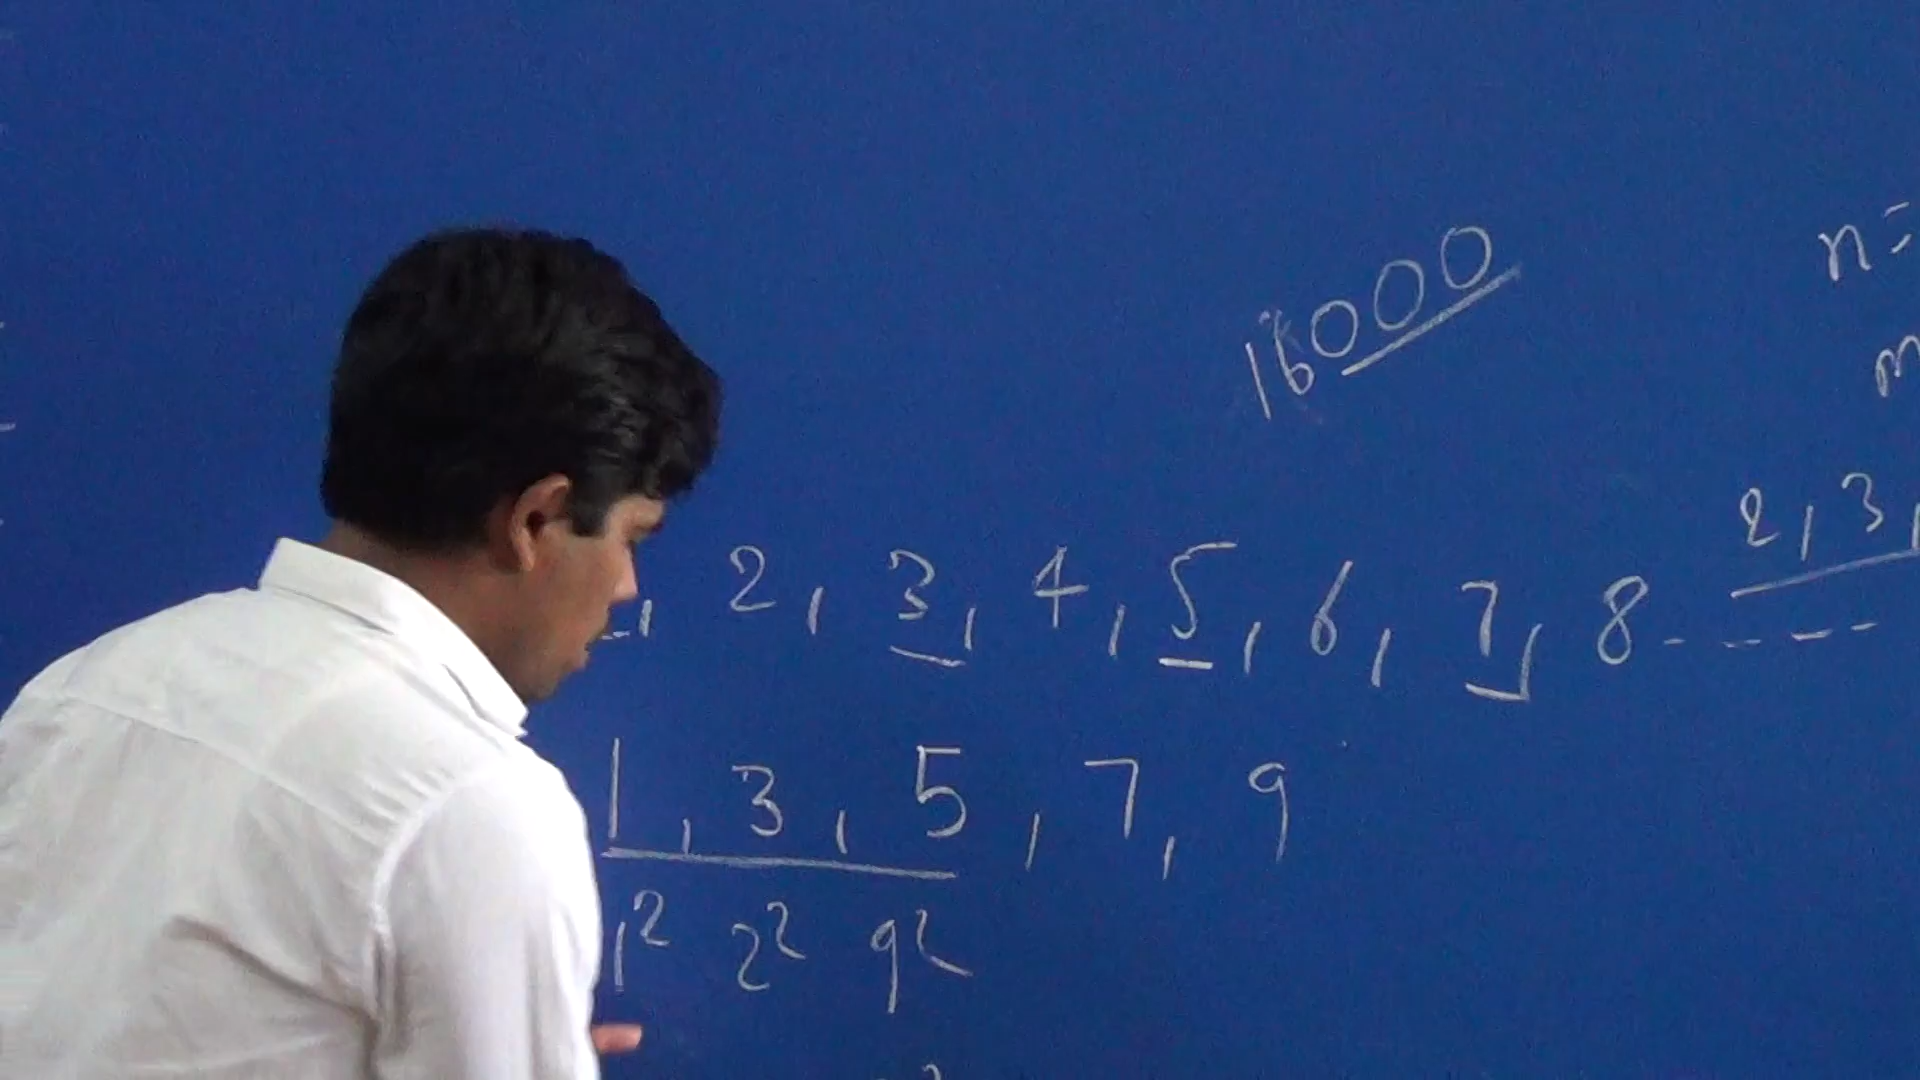 n=
16000
m
2, 3,
, 2, 3, 4, 5, 6, 7, 8 - - - -
1, 3, 5, 7, 9
1² 2² 9²